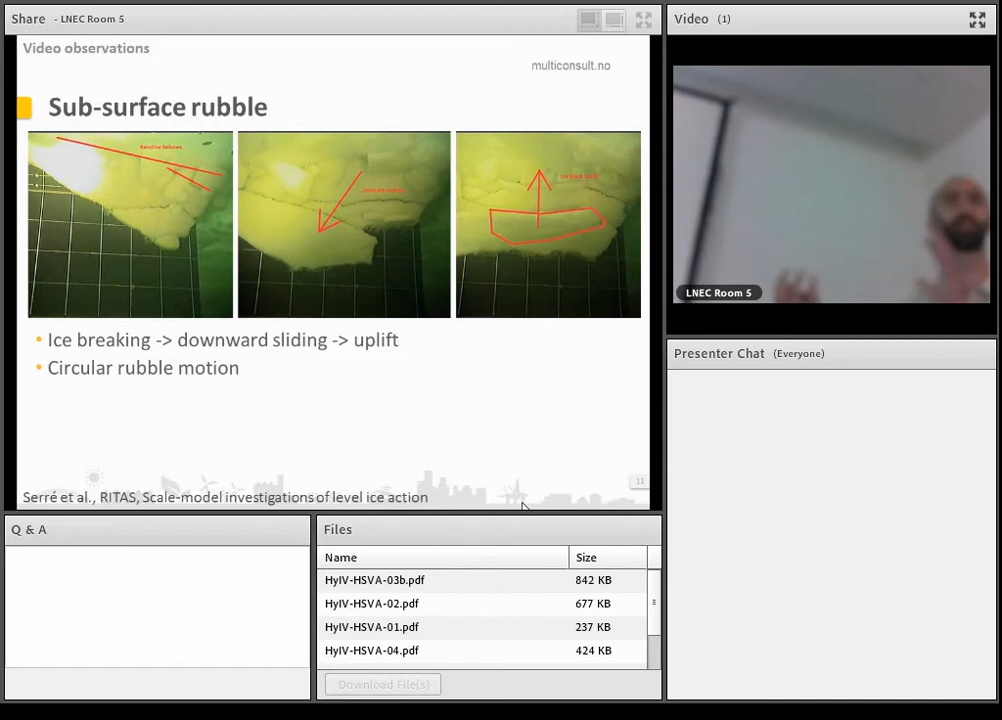 Share - LNEC Room 5
Video observations
multiconsult.no
Sub-surface rubble
• Ice breaking -> downward sliding -> uplift
• Circular rubble motion
11
Serré et al., RITAS, Scale-model investigations of level ice action
Video (1)
LNEC Room 5
Presenter Chat (Everyone)
Q & A
Files
Name Size
HyIV-HSVA-03b.pdf 842 KB
HyIV-HSVA-02.pdf 677 KB
HyIV-HSVA-01.pdf 237 KB
HyIV-HSVA-04.pdf 424 KB
Download File(s)